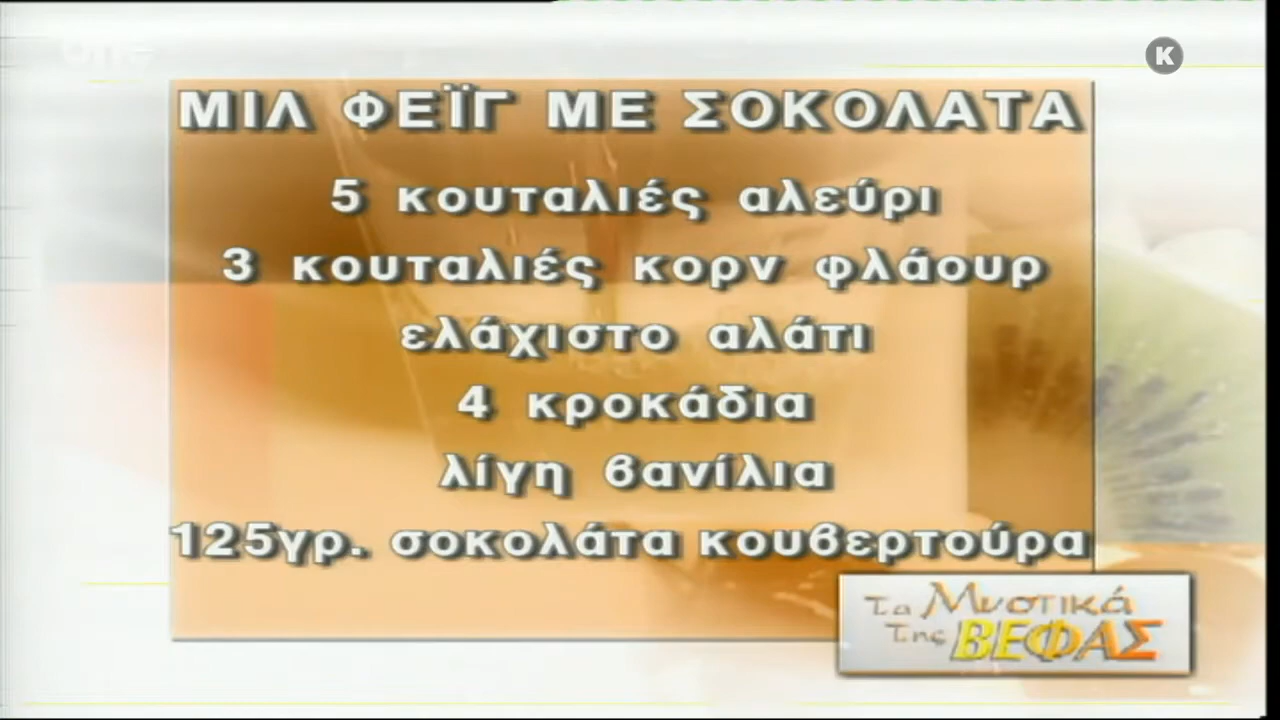 one
K
ΜΙΛ ΦΕΪΓ ΜΕ ΣΟΚΟΛΑΤΑ
5 κουταλιές αλεύρι
3 κουταλιές κορν φλάουρ
ελάχιστο αλάτι
4 κροκάδια
λίγη βανίλια
125γρ. σοκολάτα κουβερτούρα
Τα Μυστικά
Της ΒΕΦΑΣ